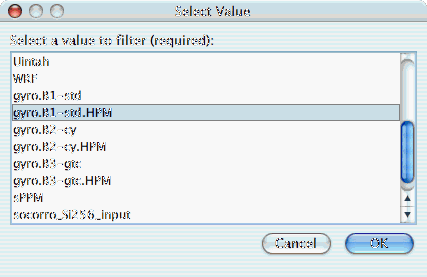 Select Value
Select a value to filter (required):
Uintah
WRF
gyro.B1-std
gyro.B1-std.HPM
gyro.B2-cy
gyro.B2-cy.HPM
gyro.B3-gtc
gyro.B3-gtc.HPM
sPPM
socorro_Si256_input
Cancel
OK